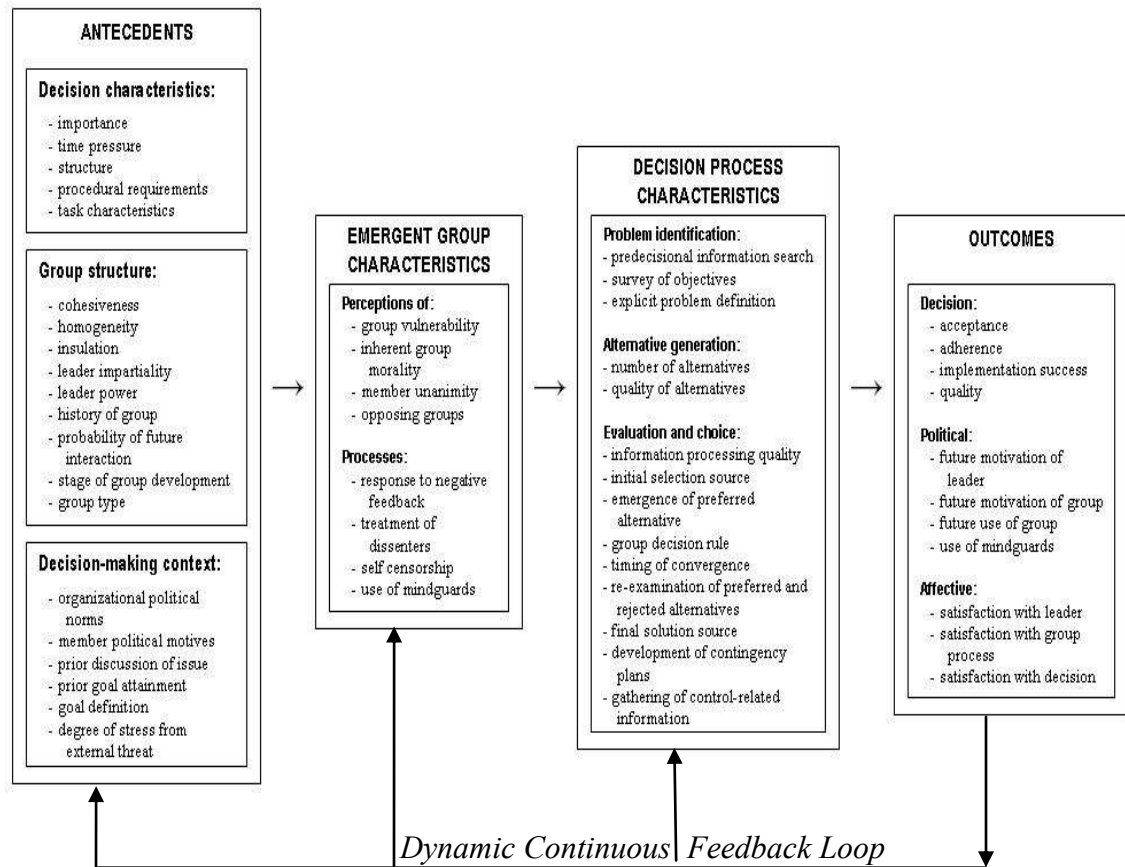 ANTECEDENTS
Decision characteristics:
- importance
- time pressure
- structure
- procedural requirements
- task characteristics
Group structure:
- cohesiveness
- homogeneity
- insulation
- leader impartiality
- leader power
- history of group
- probability of future
interaction
- stage of group development
- group type
Decision-making context:
- organizational political
norms
- member political motives
- prior discussion of issue
- prior goal attainment
- goal definition
- degree of stress from
external threat
EMERGENT GROUP
CHARACTERISTICS
Perceptions of:
- group vulnerability
- inherent group
morality
- member unanimity
- opposing groups
Processes:
- response to negative
feedback
- treatment of
dissenters
- self censorship
- use of mindguards
DECISION PROCESS
CHARACTERISTICS
Problem identification:
- predecisional information search
- survey of objectives
- explicit problem definition
Alternative generation:
- number of alternatives
- quality of alternatives
Evaluation and choice:
- information processing quality
- initial selection source
- emergence of preferred
alternative
- group decision rule
- timing of convergence
- re-examination of preferred and
rejected alternatives
- final solution source
- development of contingency
plans
- gathering of control-related
information
OUTCOMES
Decision:
- acceptance
- adherence
- implementation success
- quality
Political:
- future motivation of
leader
- future motivation of group
- future use of group
- use of mindguards
Affective:
- satisfaction with leader
- satisfaction with group
process
- satisfaction with decision
Dynamic Continuous Feedback Loop